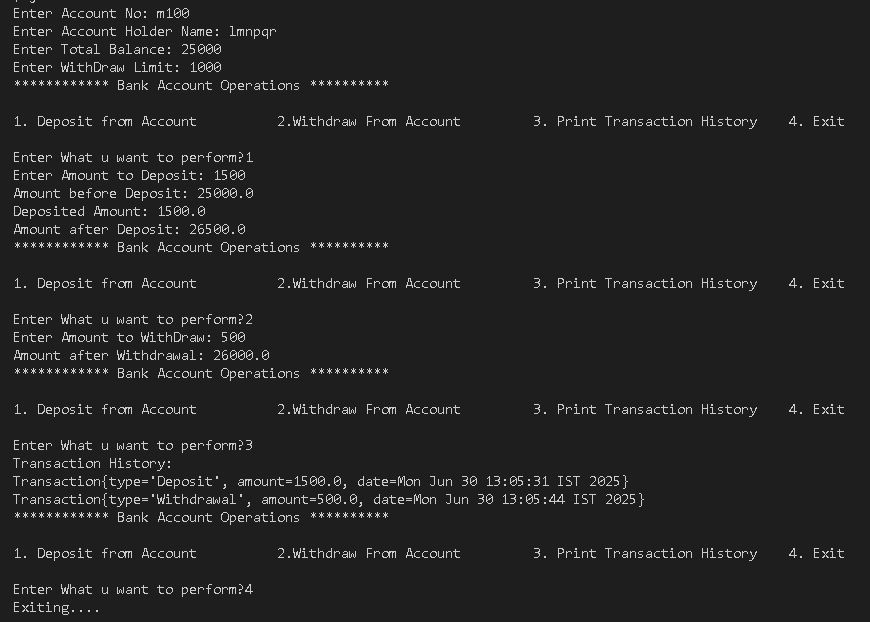 Enter Account No: m100
Enter Account Holder Name: lmnpqr
Enter Total Balance: 25000
Enter WithDraw Limit: 1000
************ Bank Account Operations **********
1. Deposit from Account 2.Withdraw From Account 3. Print Transaction History 4. Exit
Enter What u want to perform?1
Enter Amount to Deposit: 1500
Amount before Deposit: 25000.0
Deposited Amount: 1500.0
Amount after Deposit: 26500.0
************ Bank Account Operations **********
1. Deposit from Account 2.Withdraw From Account 3. Print Transaction History 4. Exit
Enter What u want to perform?2
Enter Amount to WithDraw: 500
Amount after Withdrawal: 26000.0
************ Bank Account Operations **********
1. Deposit from Account 2.Withdraw From Account 3. Print Transaction History 4. Exit
Enter What u want to perform?3
Transaction History:
Transaction{type='Deposit', amount=1500.0, date=Mon Jun 30 13:05:31 IST 2025}
Transaction{type='Withdrawal', amount=500.0, date=Mon Jun 30 13:05:44 IST 2025}
************ Bank Account Operations **********
1. Deposit from Account 2.Withdraw From Account 3. Print Transaction History 4. Exit
Enter What u want to perform?4
Exiting....